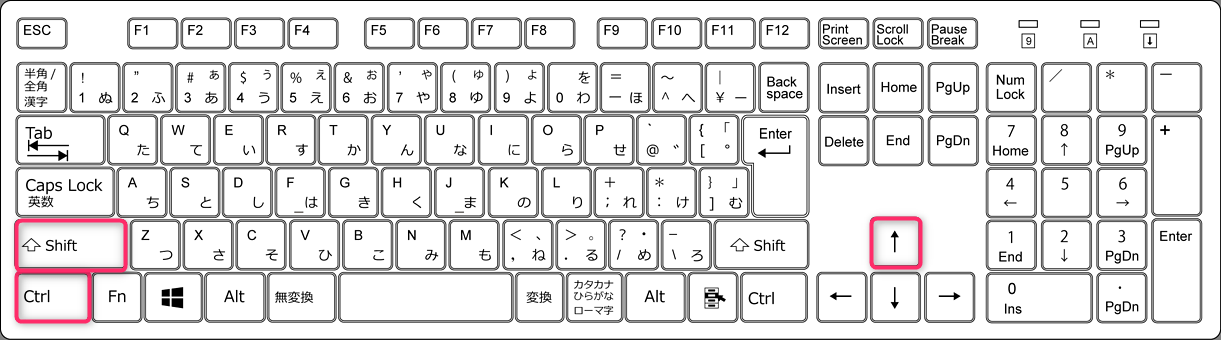 ESC F1 F2 F3 F4 F5 F6 F7 F8 F9 F10 F11 F12 Print Screen Scroll Lock Pause Break 9 A ↓
半角/ 全角 漢字 ! 1 ぬ " 2 ふ # ぁ 3 あ $ ぅ 4 う % ぇ 5 え & ぉ 6 お ' ゃ 7 や ( ゅ 8 ゆ ) ょ 9 よ を 0 わ = － ほ ～ ^ へ | ¥ ー Back space Insert Home PgUp Num Lock ／ ＊ －
Tab Q た W て E い R す T か Y ん U な I に O ら P せ ` @ ゛ { 「 [ ° Enter Delete End PgDn 7 Home 8 ↑ 9 PgUp +
Caps Lock 英数 A ち S と D し F _は G き H く J _ま K の L り + ; れ * : け } 」 ] む 4 ← 5 6 →
Shift Z つ X さ C そ V ひ B こ N み M も < 、 , ね > 。 . る ? ・ / め _ \ ろ Shift ↑ 1 End 2 ↓ 3 PgDn Enter
Ctrl Fn Alt 無変換 変換 カタカナ ひらがな ローマ字 Alt Ctrl ← ↓ → 0 Ins . PgDn